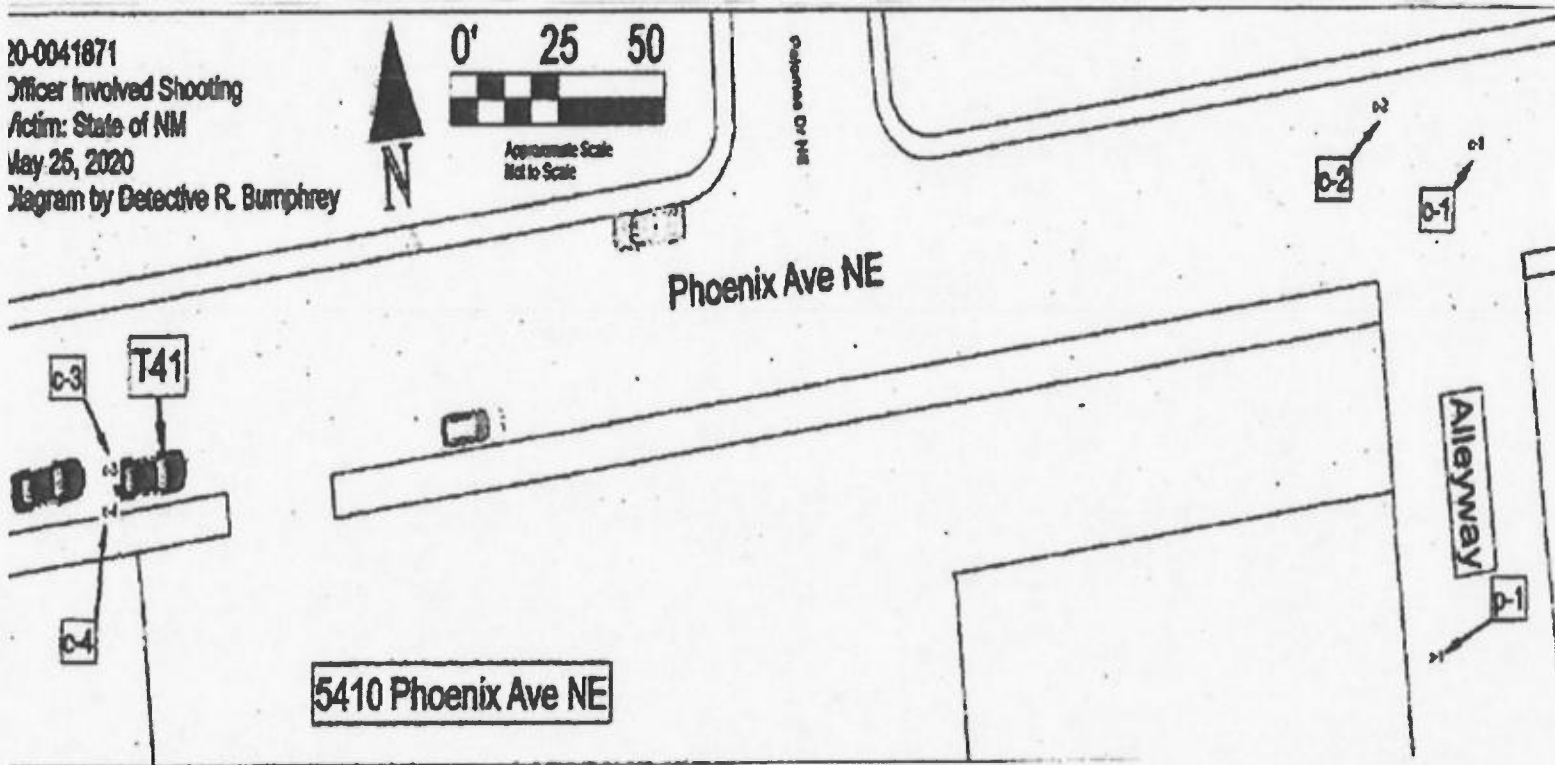 20-0041871
Officer Involved Shooting
Victim: State of NM
May 25, 2020
Diagram by Detective R. Bumphrey
0' 25 50
Approximate Scale
Not to Scale
N
Dr NE
c-2
c-1
Phoenix Ave NE
c-3
T41
c-4
Alleyway
p-1
5410 Phoenix Ave NE